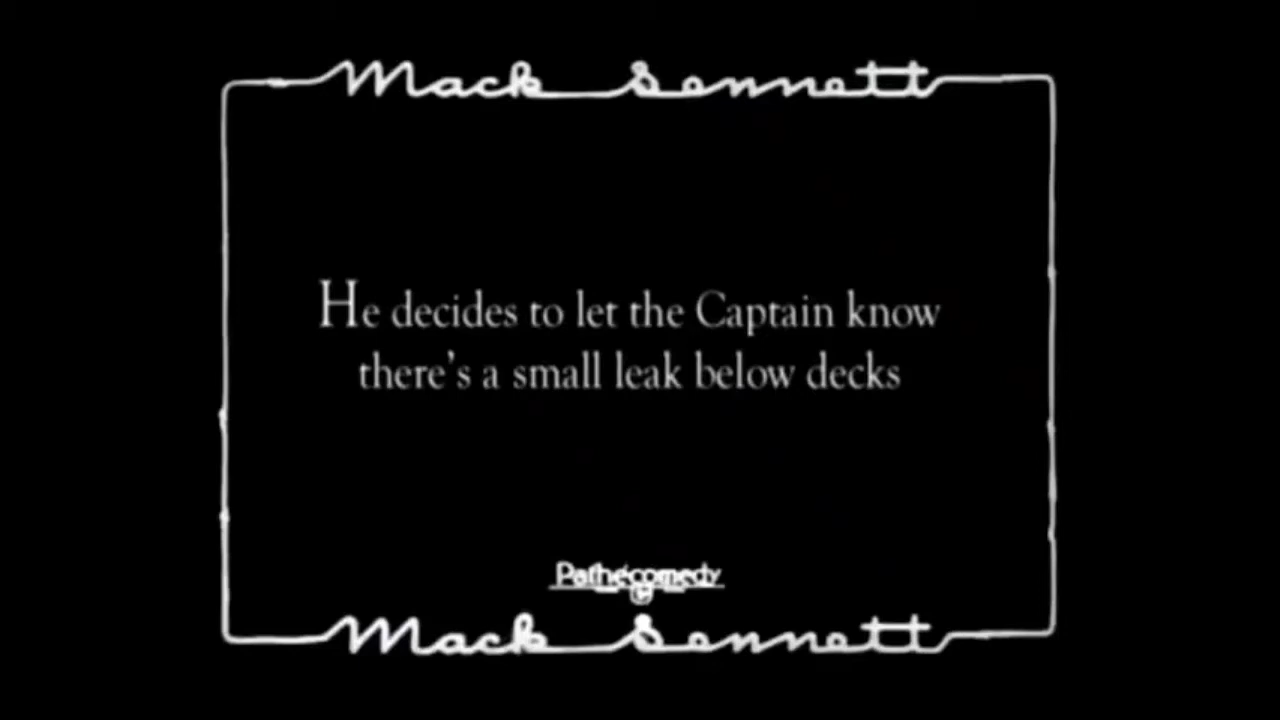 Mack Sennett
He decides to let the Captain know
there's a small leak below decks
Pathécomedy
Mack Sennett